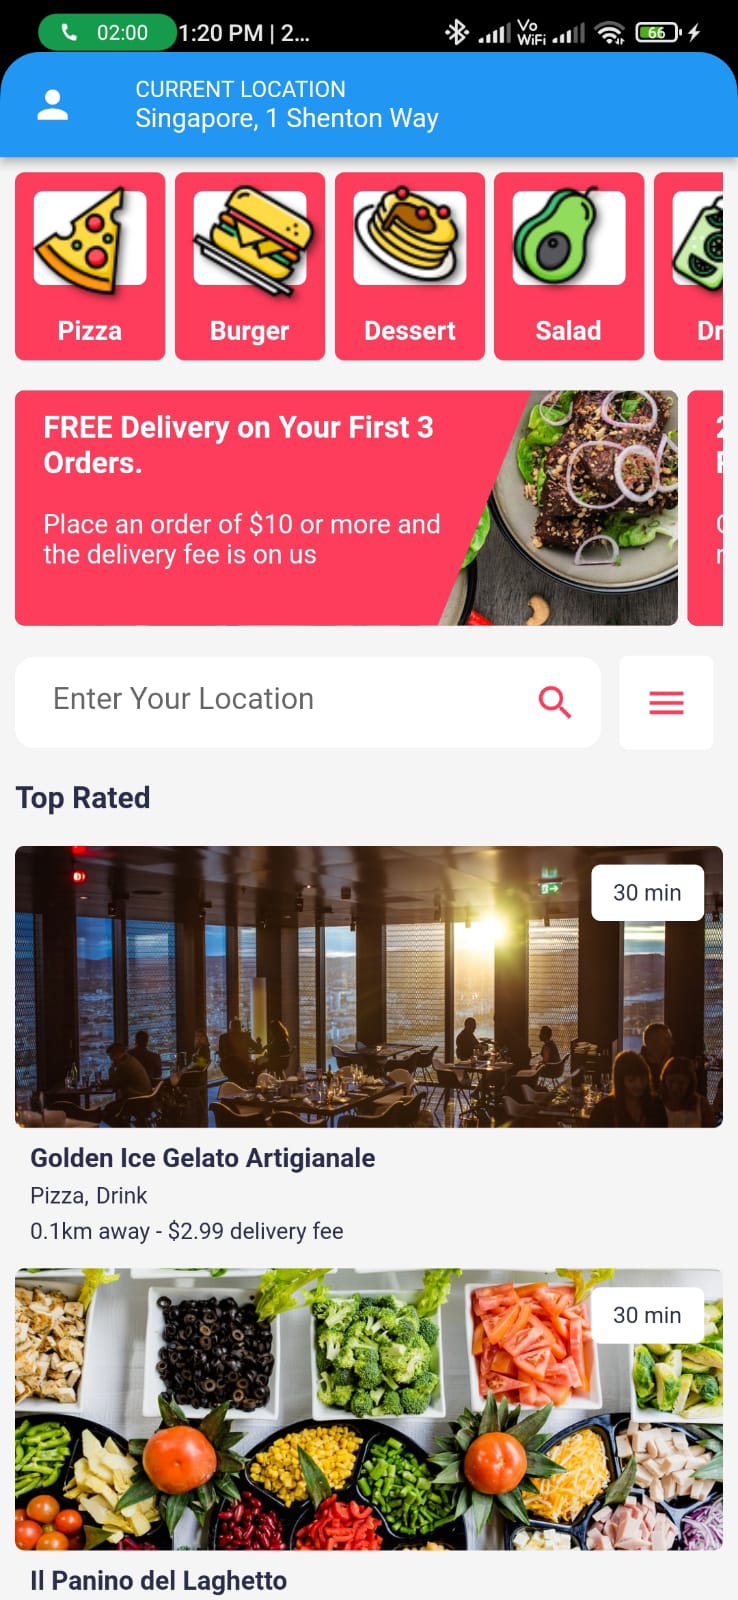 02:00 1:20 PM | 2... Vo WiFi 66
CURRENT LOCATION
Singapore, 1 Shenton Way
Pizza Burger Dessert Salad Dr
FREE Delivery on Your First 3
Orders.
Place an order of $10 or more and
the delivery fee is on us
Enter Your Location
Top Rated
30 min
Golden Ice Gelato Artigianale
Pizza, Drink
0.1km away - $2.99 delivery fee
30 min
Il Panino del Laghetto